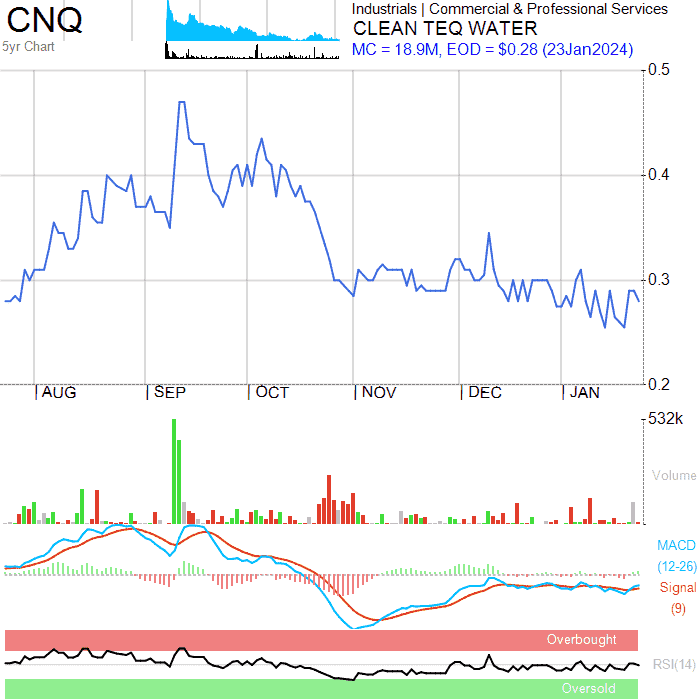 CNQ
5yr Chart
Industrials | Commercial & Professional Services
CLEAN TEQ WATER
MC = 18.9M, EOD = $0.28 (23Jan2024)
0.5
0.4
0.3
0.2
AUG SEP OCT NOV DEC JAN
532k
Volume
MACD
(12-26)
Signal
(9)
Overbought
RSI(14)
Oversold